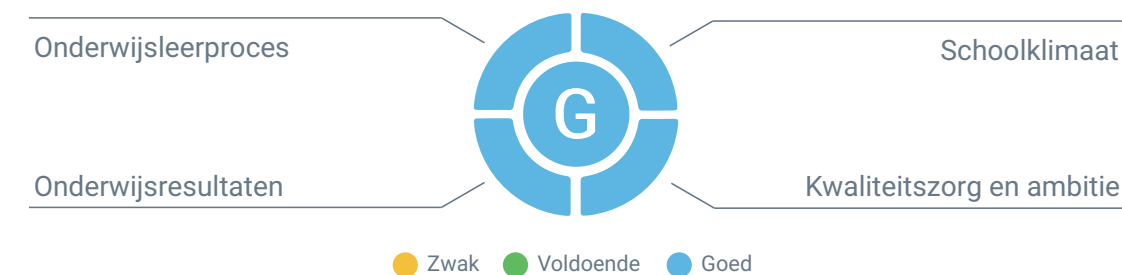 Onderwijsleerproces
Schoolklimaat
G
Onderwijsresultaten
Kwaliteitszorg en ambitie
Zwak Voldoende Goed